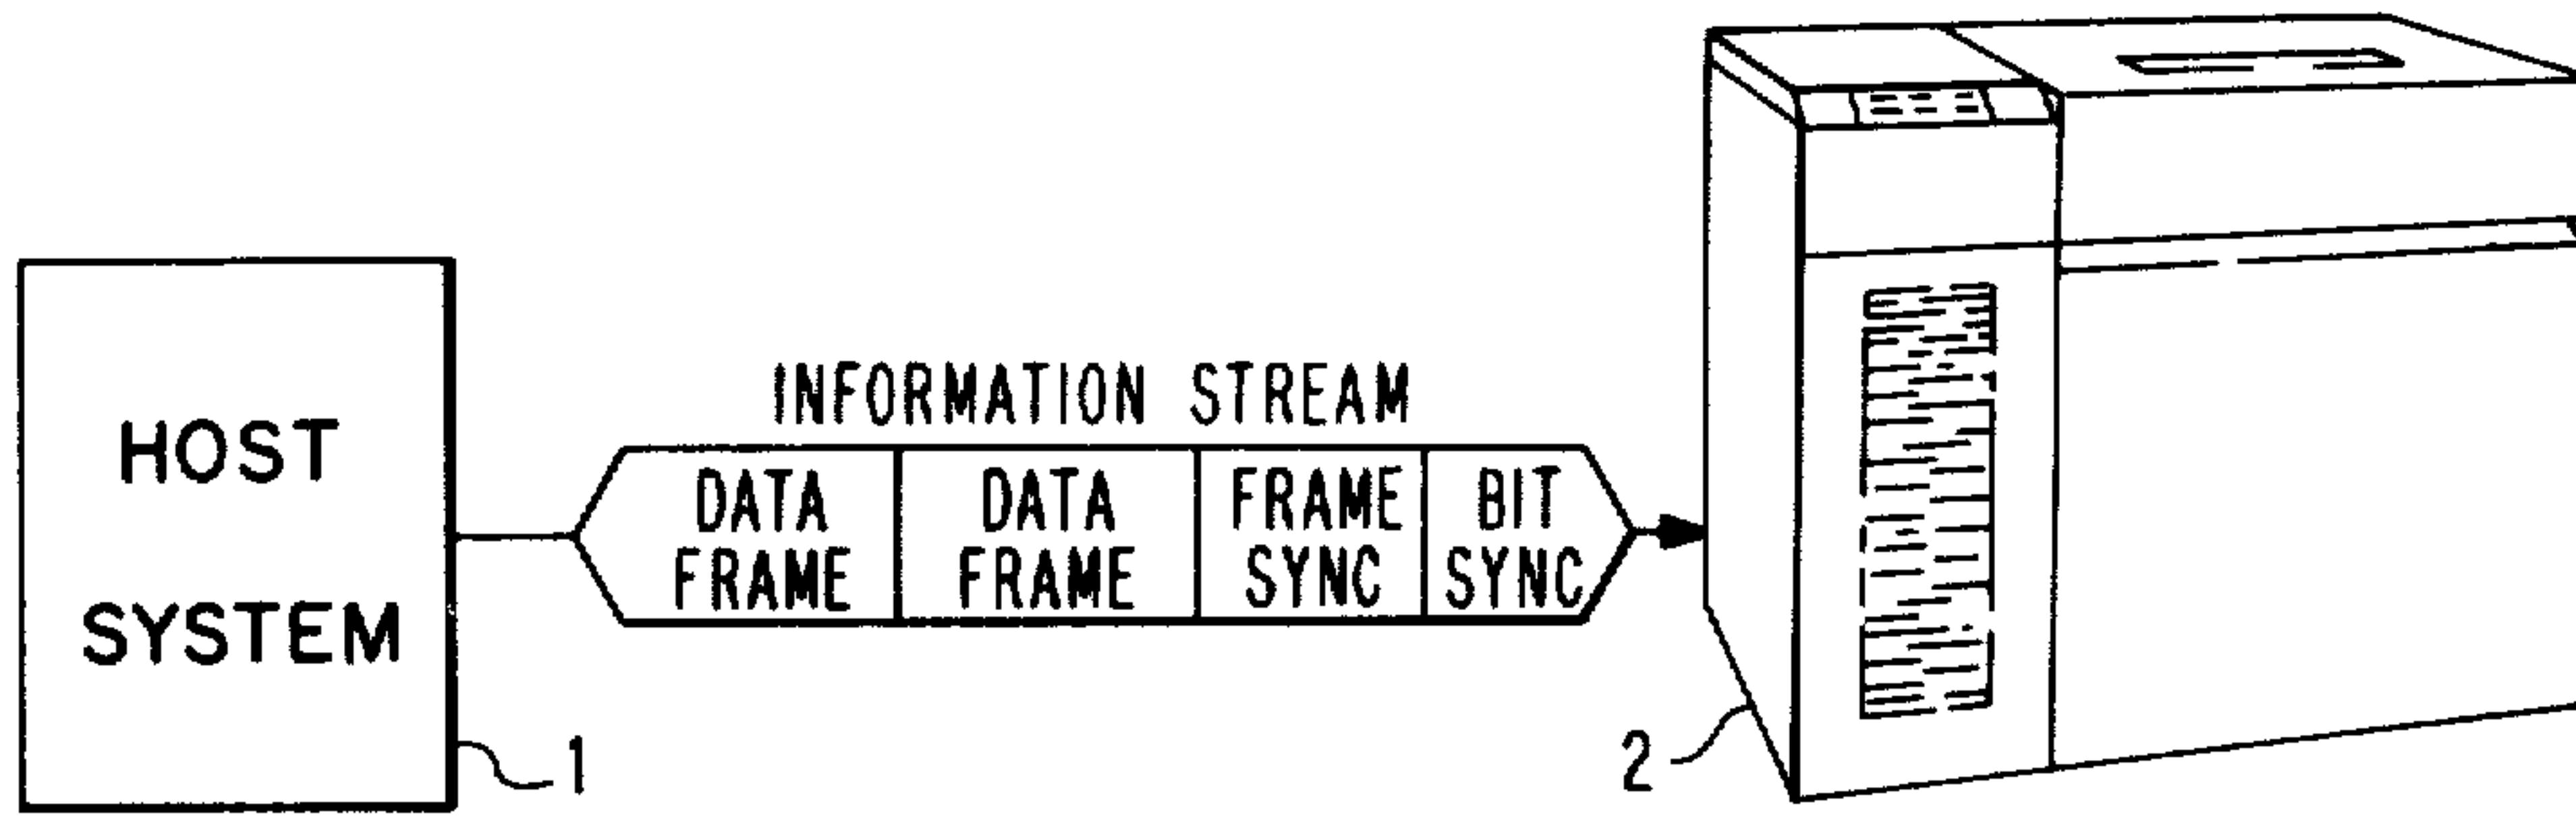 INFORMATION STREAM
HOST
SYSTEM
DATA
FRAME
DATA
FRAME
FRAME
SYNC
BIT
SYNC
1
2